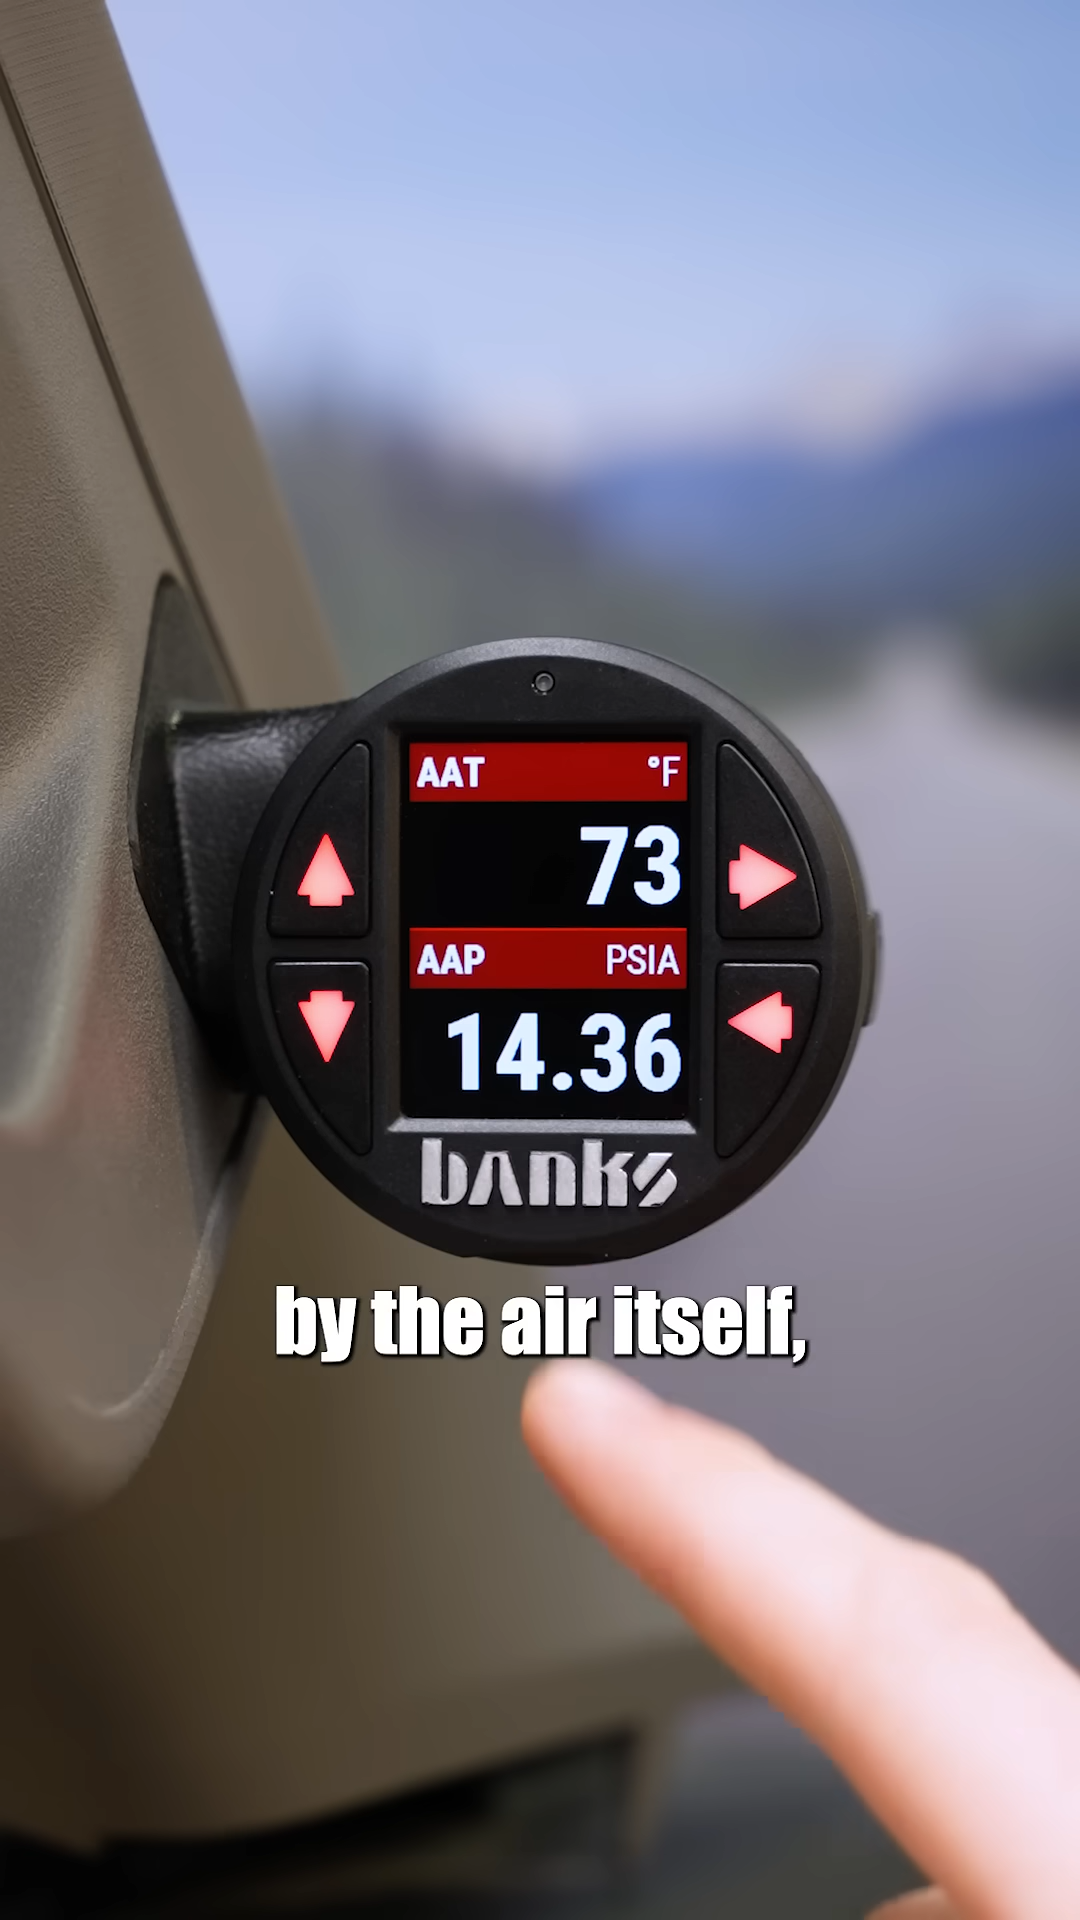 AAT °F
73
AAP PSIA
14.36
banks
by the air itself,